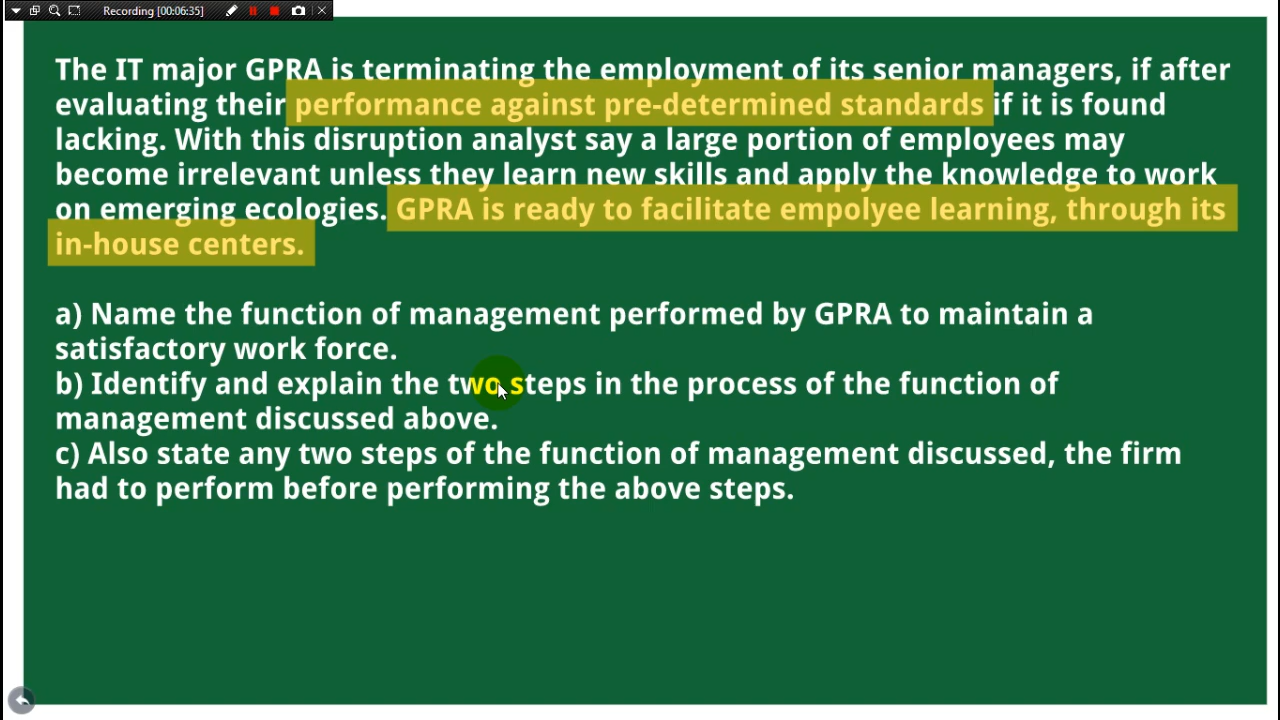 Recording [00:06:35]
The IT major GPRA is terminating the employment of its senior managers, if after
evaluating their performance against pre-determined standards if it is found
lacking. With this disruption analyst say a large portion of employees may
become irrelevant unless they learn new skills and apply the knowledge to work
on emerging ecologies. GPRA is ready to facilitate empolyee learning, through its
in-house centers.
a) Name the function of management performed by GPRA to maintain a
satisfactory work force.
b) Identify and explain the two steps in the process of the function of
management discussed above.
c) Also state any two steps of the function of management discussed, the firm
had to perform before performing the above steps.